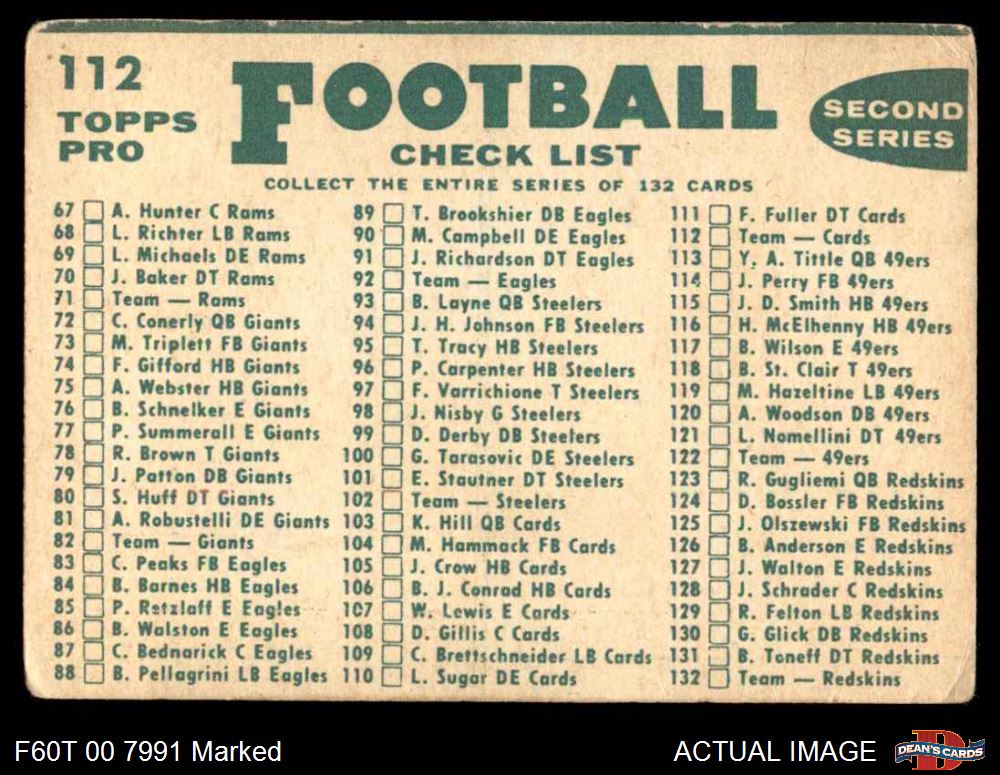 112
TOPPS
PRO
FOOTBALL
CHECK LIST
SECOND
SERIES
COLLECT THE ENTIRE SERIES OF 132 CARDS
67 A. Hunter C Rams
68 L. Richter LB Rams
69 L. Michaels DE Rams
70 J. Baker DT Rams
71 Team — Rams
72 C. Conerly QB Giants
73 M. Triplett FB Giants
74 F. Gifford HB Giants
75 A. Webster HB Giants
76 B. Schnelker E Giants
77 P. Summerall E Giants
78 R. Brown T Giants
79 J. Patton DB Giants
80 S. Huff DT Giants
81 A. Robustelli DE Giants
82 Team — Giants
83 C. Peaks FB Eagles
84 B. Barnes HB Eagles
85 P. Retzlaff E Eagles
86 B. Walston E Eagles
87 C. Bednarick C Eagles
88 B. Pellagrini LB Eagles
89 T. Brookshier DB Eagles
90 M. Campbell DE Eagles
91 J. Richardson DT Eagles
92 Team — Eagles
93 B. Layne QB Steelers
94 J. H. Johnson FB Steelers
95 T. Tracy HB Steelers
96 P. Carpenter HB Steelers
97 F. Varrichione T Steelers
98 J. Nisby G Steelers
99 D. Derby DB Steelers
100 G. Tarasovic DE Steelers
101 E. Stautner DT Steelers
102 Team — Steelers
103 K. Hill QB Cards
104 M. Hammack FB Cards
105 J. Crow HB Cards
106 B. J. Conrad HB Cards
107 W. Lewis E Cards
108 D. Gillis C Cards
109 C. Brettschneider LB Cards
110 L. Sugar DE Cards
111 F. Fuller DT Cards
112 Team — Cards
113 Y. A. Tittle QB 49ers
114 J. Perry FB 49ers
115 J. D. Smith HB 49ers
116 H. McElhenny HB 49ers
117 B. Wilson E 49ers
118 B. St. Clair T 49ers
119 M. Hazeltine LB 49ers
120 A. Woodson DB 49ers
121 L. Nomellini DT 49ers
122 Team — 49ers
123 R. Gugliemi QB Redskins
124 D. Bossler FB Redskins
125 J. Olszewski FB Redskins
126 B. Anderson E Redskins
127 J. Walton E Redskins
128 J. Schrader C Redskins
129 R. Felton LB Redskins
130 G. Glick DB Redskins
131 B. Toneff DT Redskins
132 Team — Redskins
F60T 00 7991 Marked
ACTUAL IMAGE
D
DEAN'S CARDS